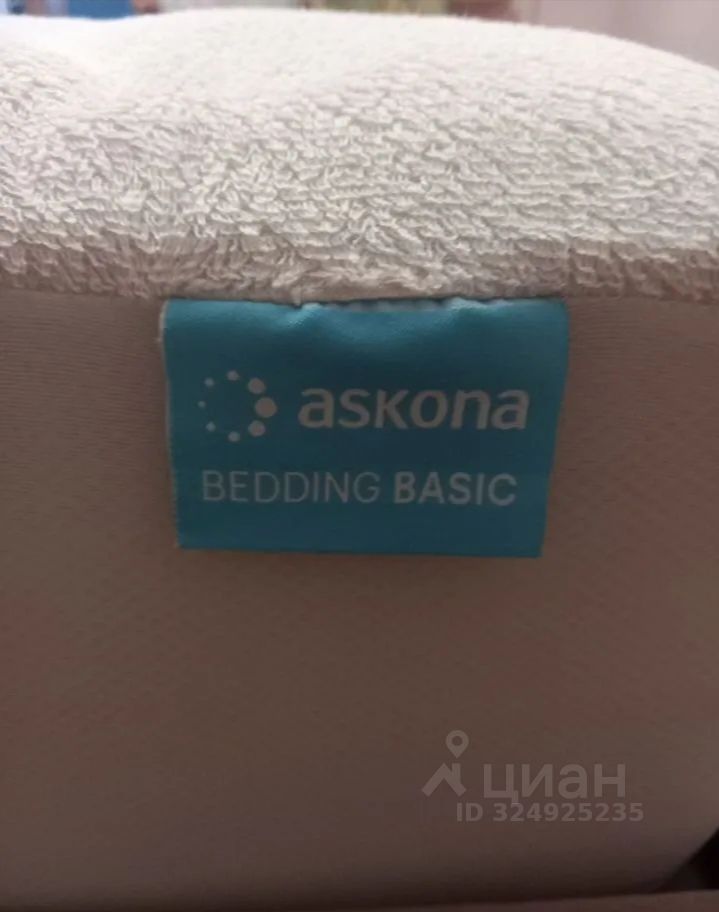 askona
BEDDING BASIC
циан
ID 324925235